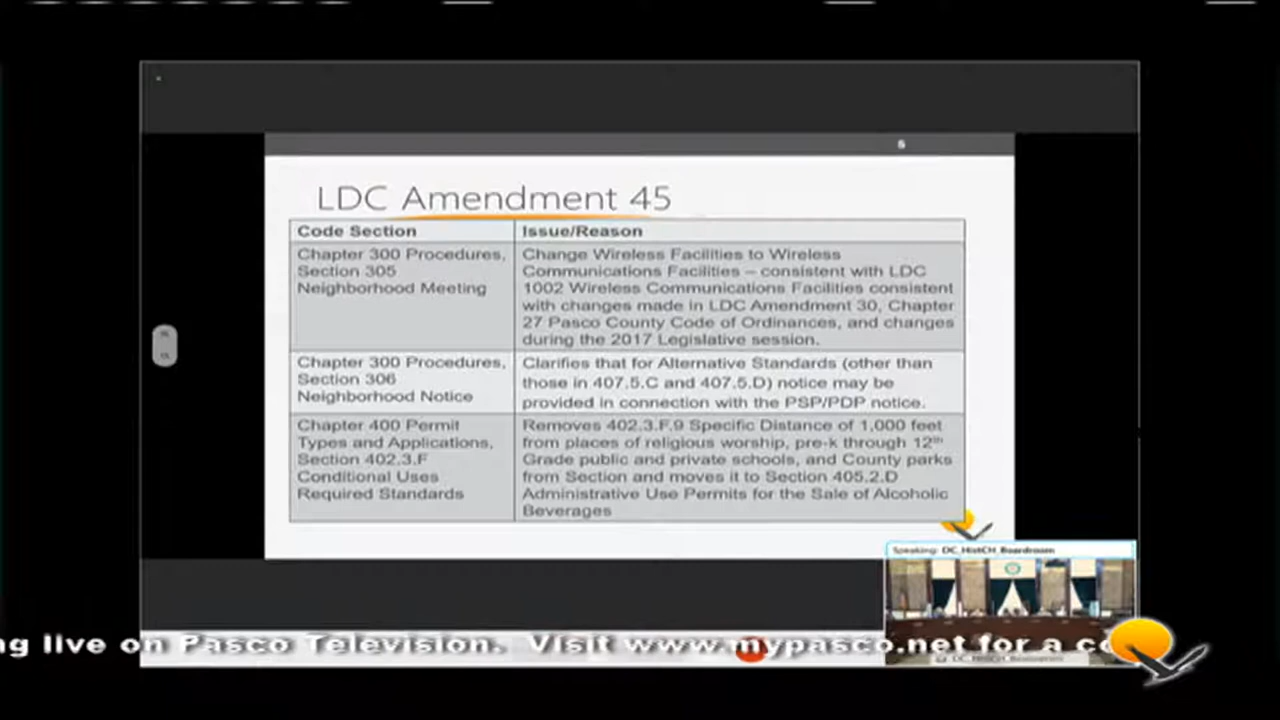 6
LDC Amendment 45
Code Section
Issue/Reason
Chapter 300 Procedures,
Section 305
Neighborhood Meeting
Change Wireless Facilities to Wireless
Communications Facilities – consistent with LDC
1002 Wireless Communications Facilities consistent
with changes made in LDC Amendment 30, Chapter
27 Pasco County Code of Ordinances, and changes
during the 2017 Legislative session.
Chapter 300 Procedures,
Section 306
Neighborhood Notice
Clarifies that for Alternative Standards (other than
those in 407.5.C and 407.5.D) notice may be
provided in connection with the PSP/PDP notice.
Chapter 400 Permit
Types and Applications,
Section 402.3.F
Conditional Uses
Required Standards
Removes 402.3.F.9 Specific Distance of 1,000 feet
from places of religious worship, pre-k through 12th
Grade public and private schools, and County parks
from Section and moves it to Section 405.2.D
Administrative Use Permits for the Sale of Alcoholic
Beverages
Speaking: DC_HistCH_Boardroom
ng live on Pasco Television. Visit www.mypasco.net for a co
DC_HistCH_Boardroom